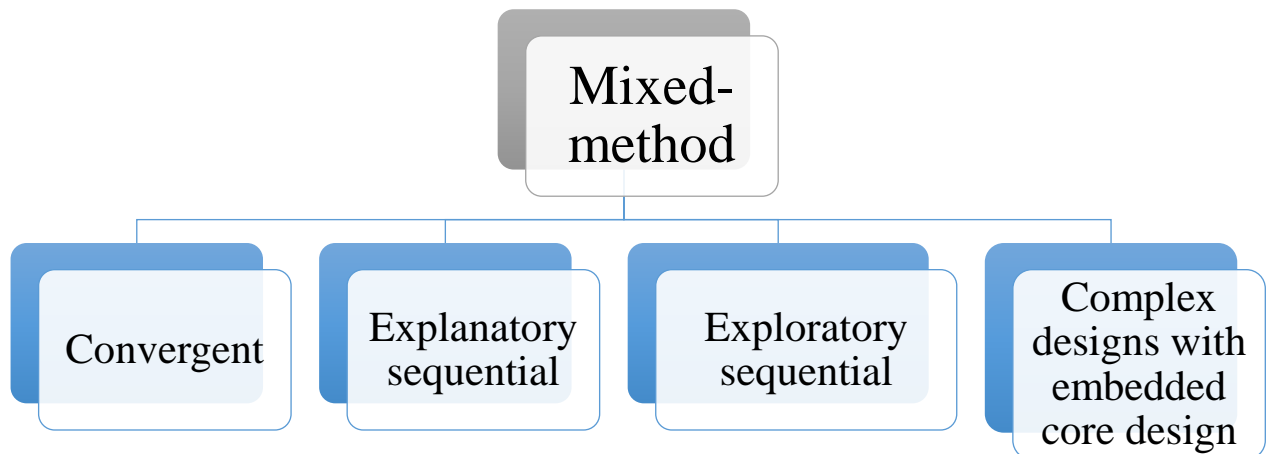 Mixed-
method
Convergent
Explanatory
sequential
Exploratory
sequential
Complex
designs with
embedded
core design